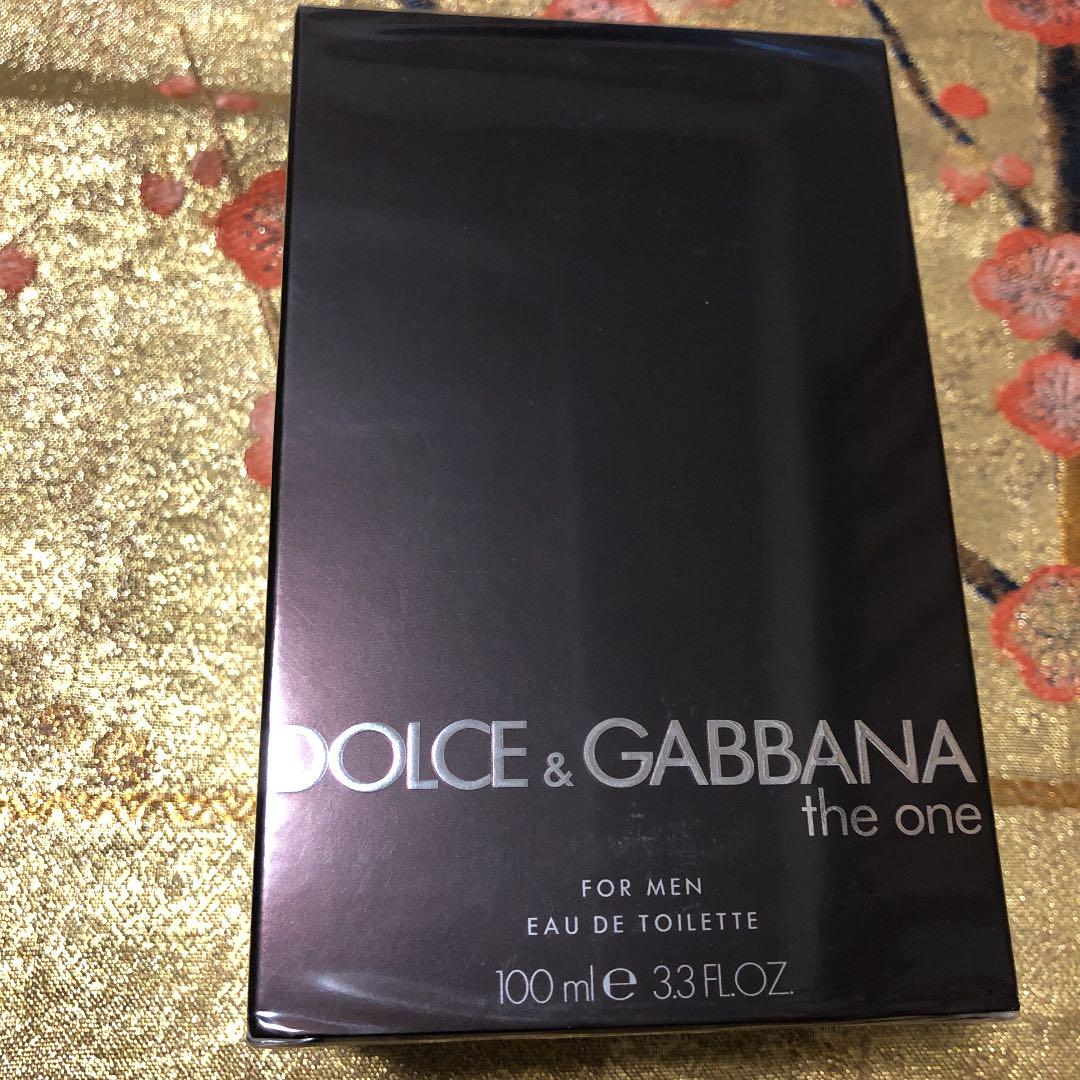 DOLCE & GABBANA
the one
FOR MEN
EAU DE TOILETTE
100 ml e 3.3 FL.OZ.